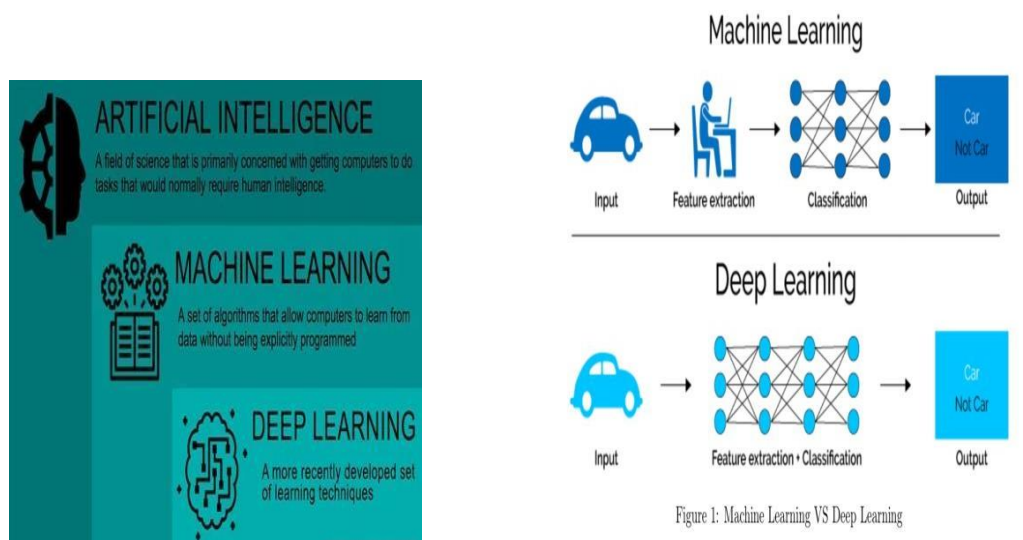 ARTIFICIAL INTELLIGENCE
A field of science that is primarily concerned with getting computers to do
tasks that would normally require human intelligence.
MACHINE LEARNING
A set of algorithms that allow computers to learn from
data without being explicitly programmed
DEEP LEARNING
A more recently developed set
of learning techniques
Machine Learning
Car
Not Car
Input
Feature extraction
Classification
Output
Deep Learning
Car
Not Car
Input
Feature extraction + Classification
Output
Figure 1: Machine Learning VS Deep Learning